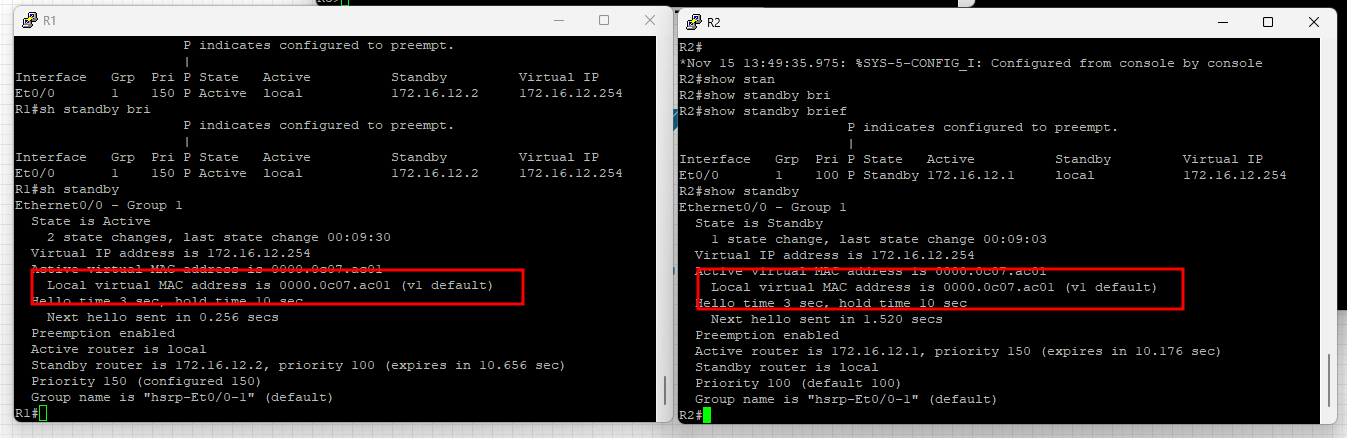 R1
P indicates configured to preempt.
|
Interface   Grp  Pri P State   Active          Standby         Virtual IP
Et0/0       1    150 P Active  local           172.16.12.2     172.16.12.254
R1#sh standby bri
P indicates configured to preempt.
|
Interface   Grp  Pri P State   Active          Standby         Virtual IP
Et0/0       1    150 P Active  local           172.16.12.2     172.16.12.254
R1#sh standby
Ethernet0/0 - Group 1
State is Active
2 state changes, last state change 00:09:30
Virtual IP address is 172.16.12.254
Active virtual MAC address is 0000.0c07.ac01
Local virtual MAC address is 0000.0c07.ac01 (v1 default)
Hello time 3 sec, hold time 10 sec
Next hello sent in 0.256 secs
Preemption enabled
Active router is local
Standby router is 172.16.12.2, priority 100 (expires in 10.656 sec)
Priority 150 (configured 150)
Group name is "hsrp-Et0/0-1" (default)
R1#
R2
R2#
*Nov 15 13:49:35.975: %SYS-5-CONFIG_I: Configured from console by console
R2#show stan
R2#show standby bri
R2#show standby brief
P indicates configured to preempt.
|
Interface   Grp  Pri P State   Active          Standby         Virtual IP
Et0/0       1    100 P Standby 172.16.12.1     local           172.16.12.254
R2#show standby
Ethernet0/0 - Group 1
State is Standby
1 state change, last state change 00:09:03
Virtual IP address is 172.16.12.254
Active virtual MAC address is 0000.0c07.ac01
Local virtual MAC address is 0000.0c07.ac01 (v1 default)
Hello time 3 sec, hold time 10 sec
Next hello sent in 1.520 secs
Preemption enabled
Active router is 172.16.12.1, priority 150 (expires in 10.176 sec)
Standby router is local
Priority 100 (default 100)
Group name is "hsrp-Et0/0-1" (default)
R2#